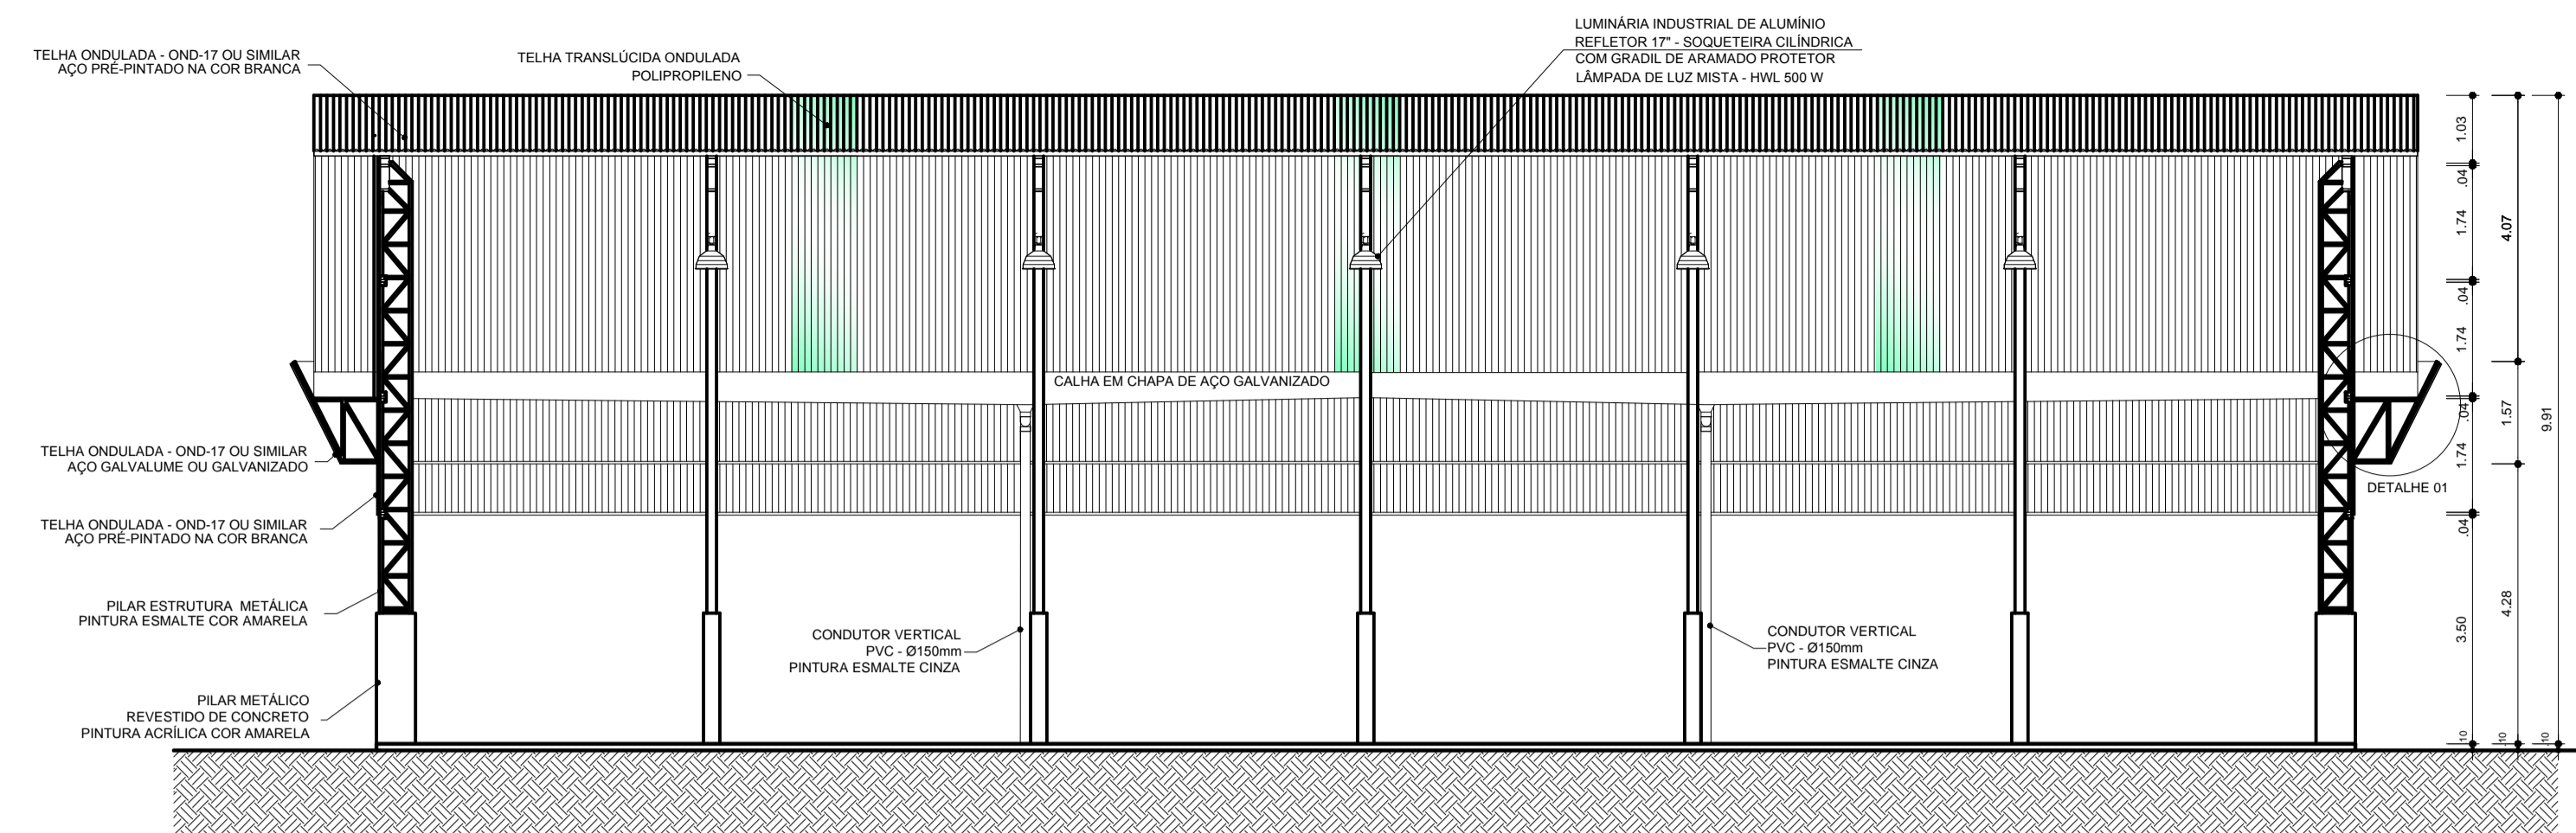 LUMINÁRIA INDUSTRIAL DE ALUMÍNIO
REFLETOR 17" - SOQUETEIRA CILÍNDRICA
COM GRADIL DE ARAMADO PROTETOR
LÂMPADA DE LUZ MISTA - HWL 500 W
TELHA ONDULADA - OND-17 OU SIMILAR
AÇO PRÉ-PINTADO NA COR BRANCA
TELHA TRANSLÚCIDA ONDULADA
POLIPROPILENO
CALHA EM CHAPA DE AÇO GALVANIZADO
TELHA ONDULADA - OND-17 OU SIMILAR
AÇO GALVALUME OU GALVANIZADO
TELHA ONDULADA - OND-17 OU SIMILAR
AÇO PRÉ-PINTADO NA COR BRANCA
PILAR ESTRUTURA METÁLICA
PINTURA ESMALTE COR AMARELA
CONDUTOR VERTICAL
PVC - Ø150mm
PINTURA ESMALTE CINZA
CONDUTOR VERTICAL
PVC - Ø150mm
PINTURA ESMALTE CINZA
PILAR METÁLICO
REVESTIDO DE CONCRETO
PINTURA ACRÍLICA COR AMARELA
DETALHE 01
1.03
.04
1.74
.04
1.74
.04
1.74
.04
3.50
.10
4.07
1.57
4.28
.10
9.91
.10